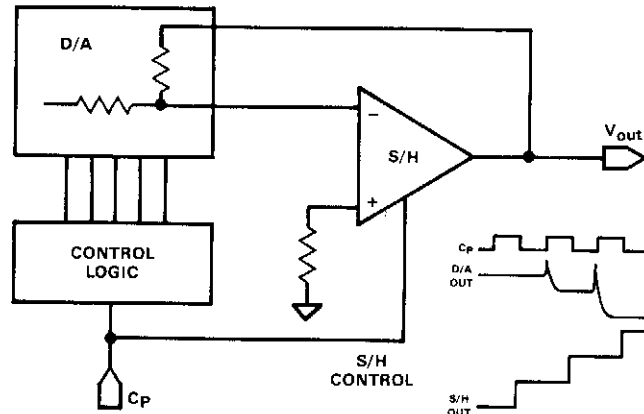 D/A
−
S/H
+
V_out
CONTROL
LOGIC
C_P
S/H
CONTROL
C_P
D/A
OUT
S/H
OUT